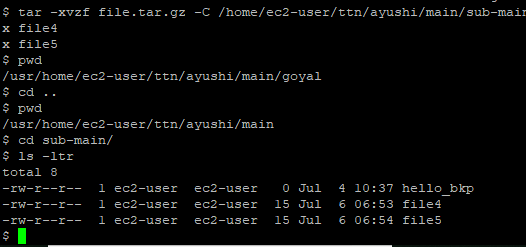 $ tar -xvzf file.tar.gz -C /home/ec2-user/ttn/ayushi/main/sub-main
x file4
x file5
$ pwd
/usr/home/ec2-user/ttn/ayushi/main/goyal
$ cd ..
$ pwd
/usr/home/ec2-user/ttn/ayushi/main
$ cd sub-main/
$ ls -ltr
total 8
-rw-r--r--  1 ec2-user  ec2-user   0 Jul  4 10:37 hello_bkp
-rw-r--r--  1 ec2-user  ec2-user  15 Jul  6 06:53 file4
-rw-r--r--  1 ec2-user  ec2-user  15 Jul  6 06:54 file5
$